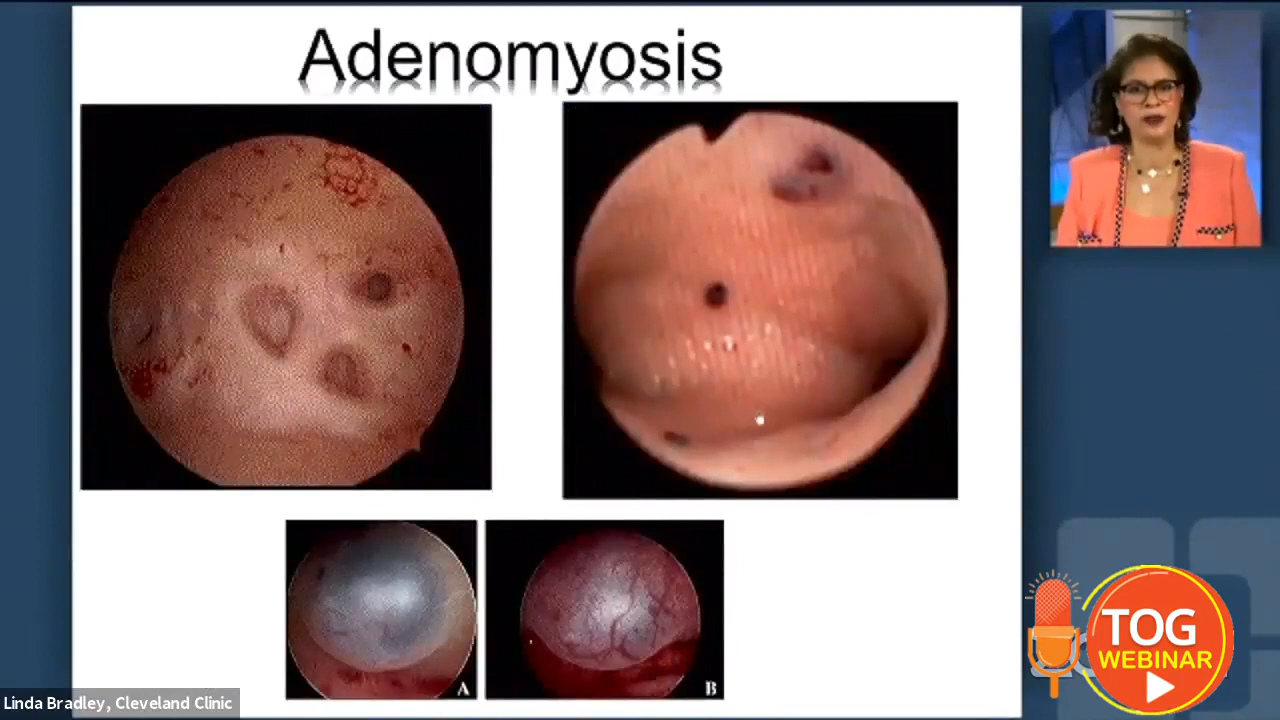 Adenomyosis
A
B
TOG
WEBINAR
Linda Bradley, Cleveland Clinic